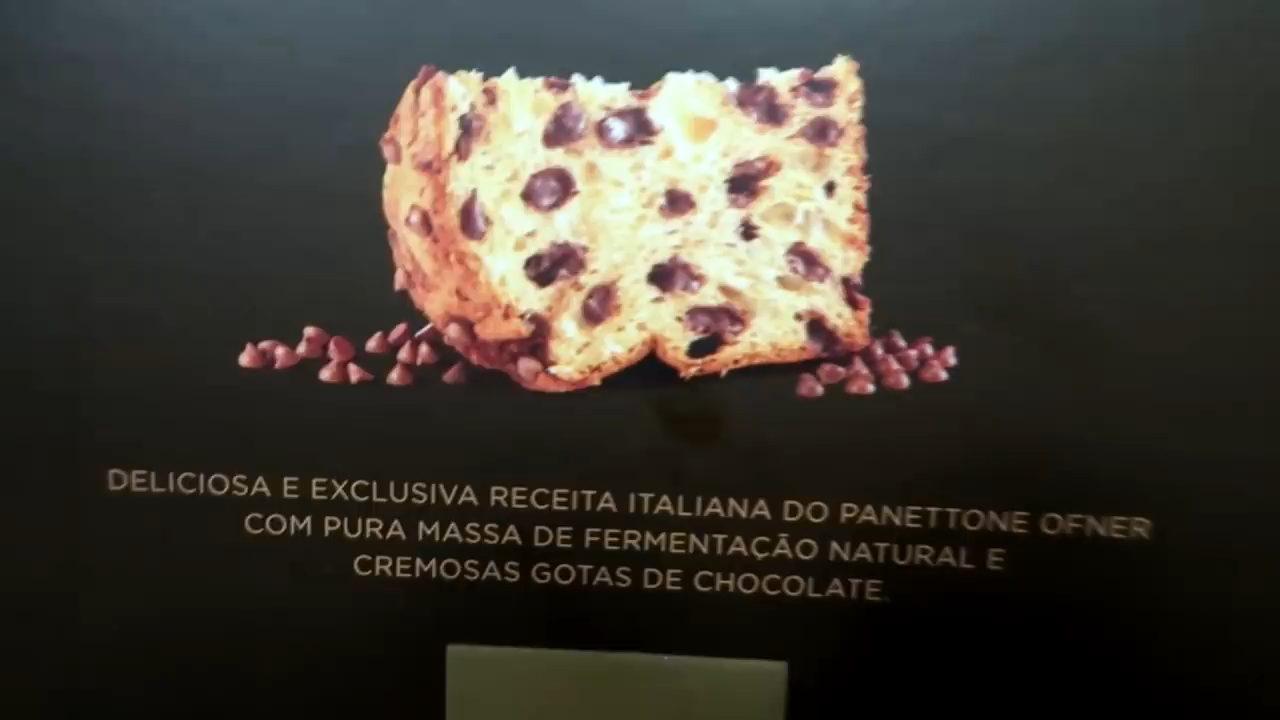 DELICIOSA E EXCLUSIVA RECEITA ITALIANA DO PANETTONE OFNER
COM PURA MASSA DE FERMENTAÇÃO NATURAL E
CREMOSAS GOTAS DE CHOCOLATE.